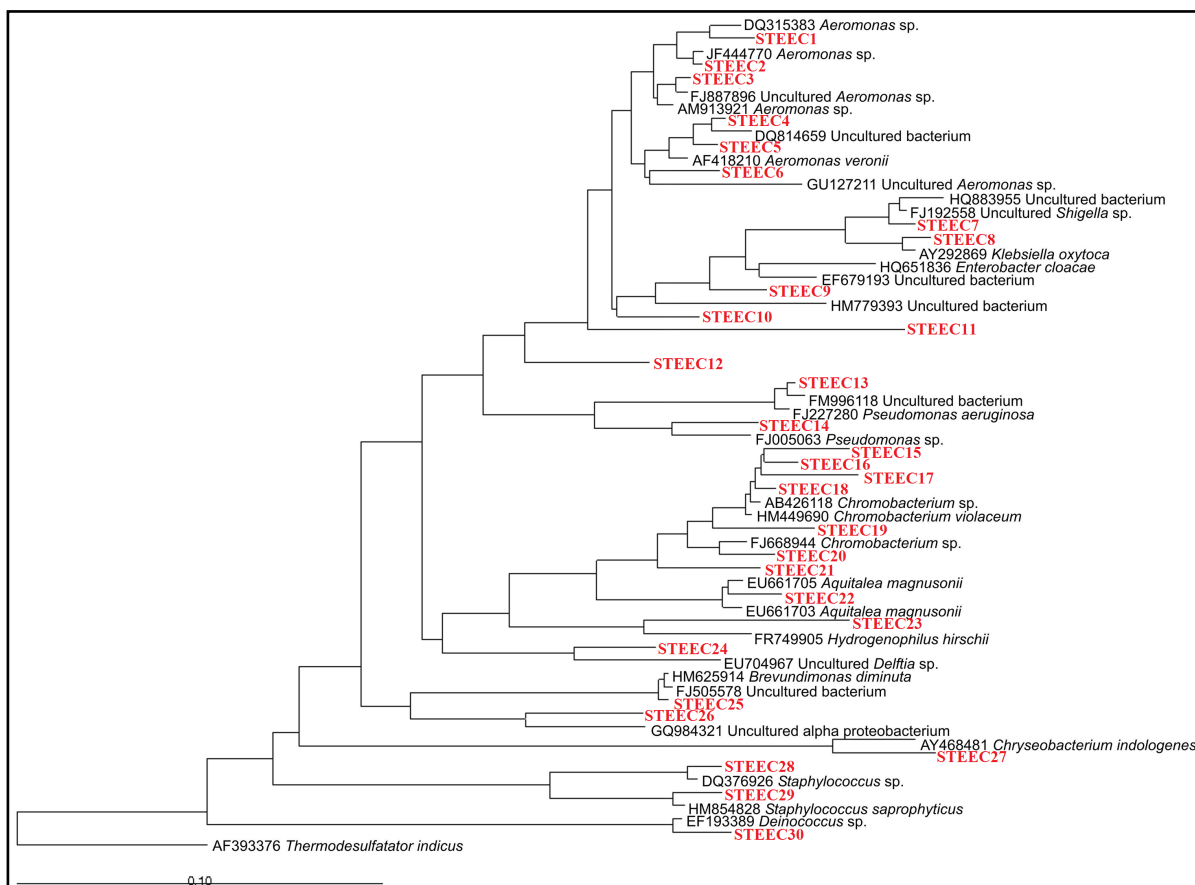 DQ315383 Aeromonas sp.
STEEC1
JF444770 Aeromonas sp.
STEEC2
STEEC3
FJ887896 Uncultured Aeromonas sp.
AM913921 Aeromonas sp.
STEEC4
DQ814659 Uncultured bacterium
STEEC5
AF418210 Aeromonas veronii
STEEC6
GU127211 Uncultured Aeromonas sp.
HQ883955 Uncultured bacterium
FJ192558 Uncultured Shigella sp.
STEEC7
STEEC8
AY292869 Klebsiella oxytoca
HQ651836 Enterobacter cloacae
EF679193 Uncultured bacterium
STEEC9
HM779393 Uncultured bacterium
STEEC10
STEEC11
STEEC12
STEEC13
FM996118 Uncultured bacterium
FJ227280 Pseudomonas aeruginosa
STEEC14
FJ005063 Pseudomonas sp.
STEEC15
STEEC16
STEEC17
STEEC18
AB426118 Chromobacterium sp.
HM449690 Chromobacterium violaceum
STEEC19
FJ668944 Chromobacterium sp.
STEEC20
STEEC21
EU661705 Aquitalea magnusonii
STEEC22
EU661703 Aquitalea magnusonii
STEEC23
FR749905 Hydrogenophilus hirschii
STEEC24
EU704967 Uncultured Delftia sp.
HM625914 Brevundimonas diminuta
FJ505578 Uncultured bacterium
STEEC25
STEEC26
GQ984321 Uncultured alpha proteobacterium
AY468481 Chryseobacterium indologenes
STEEC27
STEEC28
DQ376926 Staphylococcus sp.
STEEC29
HM854828 Staphylococcus saprophyticus
EF193389 Deinococcus sp.
STEEC30
AF393376 Thermodesulfatator indicus
0.10